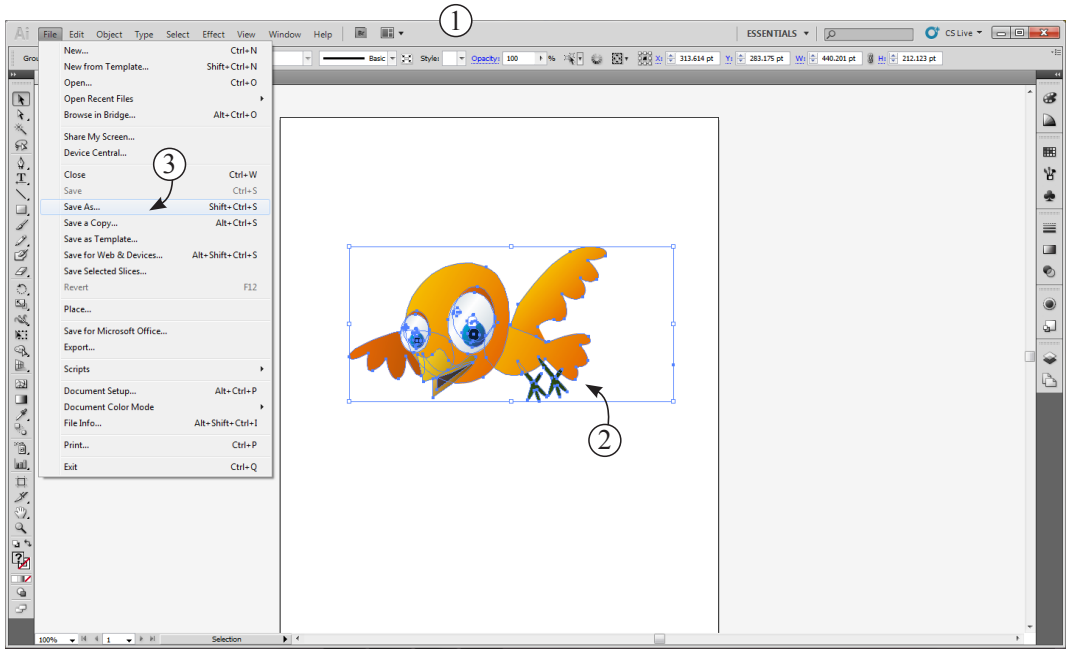 1
Ai File Edit Object Type Select Effect View Window Help Br ESSENTIALS CS Live
Grou Basic Style: Opacity: 100 % X: 313.614 pt Y: 283.175 pt W: 440.201 pt H: 212.123 pt
New... Ctrl+N
New from Template... Shift+Ctrl+N
Open... Ctrl+O
Open Recent Files
Browse in Bridge... Alt+Ctrl+O
Share My Screen...
Device Central...
3
Close Ctrl+W
Save Ctrl+S
Save As... Shift+Ctrl+S
Save a Copy... Alt+Ctrl+S
Save as Template...
Save for Web & Devices... Alt+Shift+Ctrl+S
Save Selected Slices...
Revert F12
Place...
Save for Microsoft Office...
Export...
Scripts
Document Setup... Alt+Ctrl+P
Document Color Mode
File Info... Alt+Shift+Ctrl+I
2
Print... Ctrl+P
Exit Ctrl+Q
100% 1 Selection